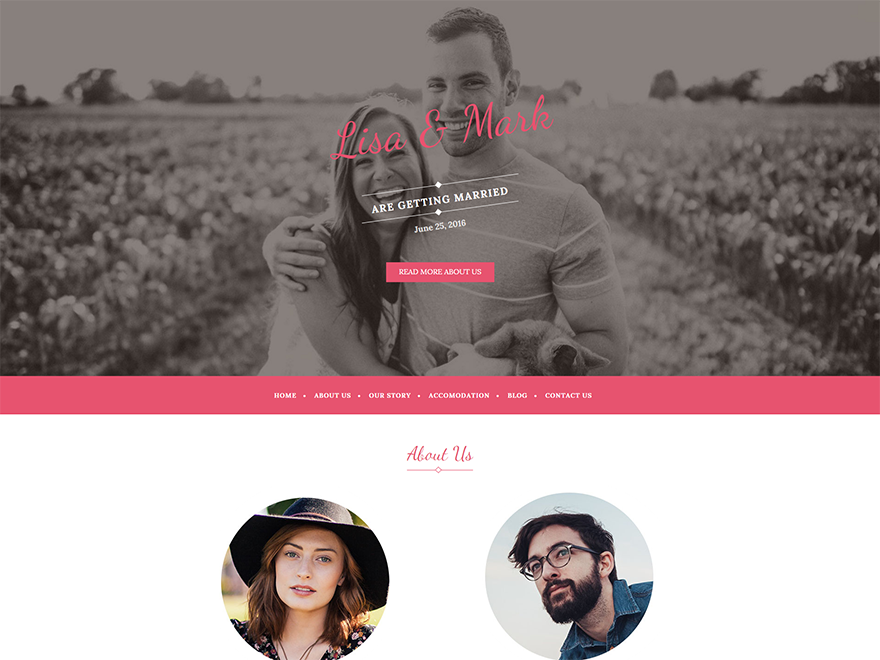 Lisa & Mark
ARE GETTING MARRIED
June 25, 2016
READ MORE ABOUT US
HOME • ABOUT US • OUR STORY • ACCOMODATION • BLOG • CONTACT US
About Us